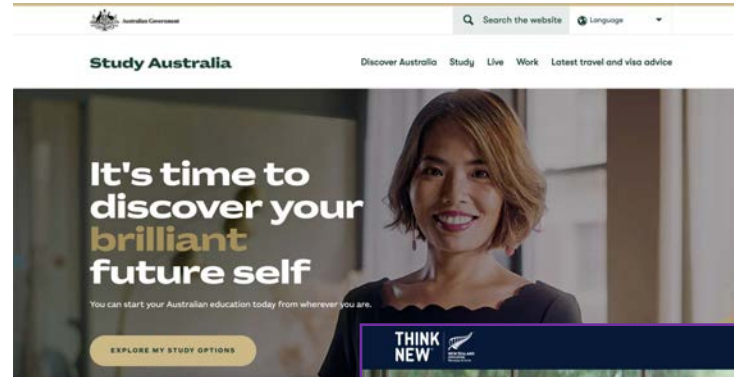 Australian Government
Search the website
Language
Study Australia
Discover Australia Study Live Work Latest travel and visa advice
It's time to
discover your
brilliant
future self
You can start your Australian education today from wherever you are.
EXPLORE MY STUDY OPTIONS
THINK
NEW
NEW ZEALAND